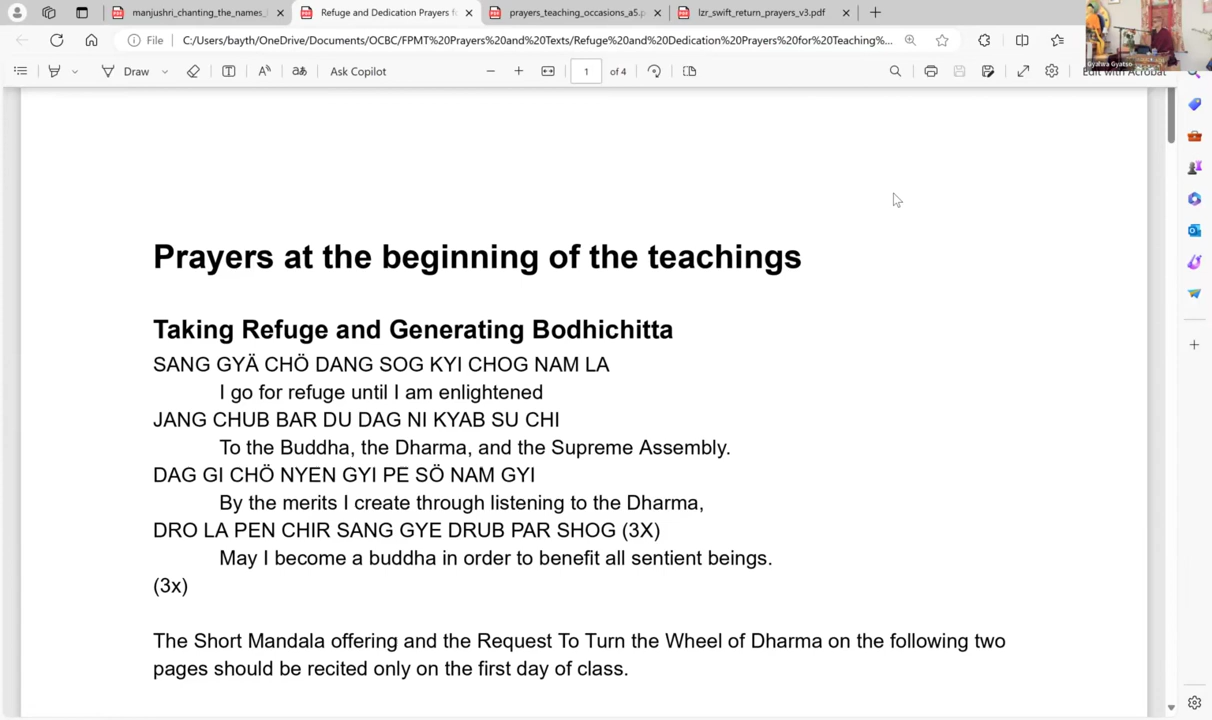 manjushri_chanting_the_names_
Refuge and Dedication Prayers fo
prayers_teaching_occasions_a5.p
lzr_swift_return_prayers_v3.pdf
File
C:/Users/bayth/OneDrive/Documents/OCBC/FPMT%20Prayers%20and%20Texts/Refuge%20and%20Dedication%20Prayers%20for%20Teaching%...
Draw
Ask Copilot
1 of 4
Edit with Acrobat
Gyalwa Gyatso
Prayers at the beginning of the teachings
Taking Refuge and Generating Bodhichitta
SANG GYÄ CHÖ DANG SOG KYI CHOG NAM LA
I go for refuge until I am enlightened
JANG CHUB BAR DU DAG NI KYAB SU CHI
To the Buddha, the Dharma, and the Supreme Assembly.
DAG GI CHÖ NYEN GYI PE SÖ NAM GYI
By the merits I create through listening to the Dharma,
DRO LA PEN CHIR SANG GYE DRUB PAR SHOG (3X)
May I become a buddha in order to benefit all sentient beings.
(3x)
The Short Mandala offering and the Request To Turn the Wheel of Dharma on the following two
pages should be recited only on the first day of class.